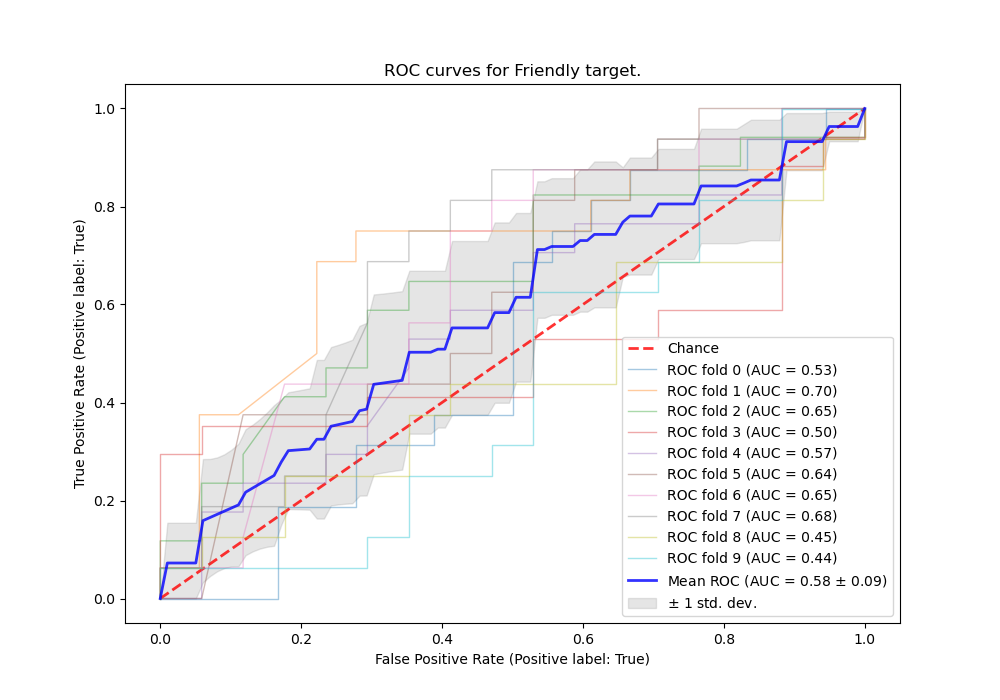 ROC curves for Friendly target.
True Positive Rate (Positive label: True)
1.0
0.8
0.6
0.4
0.2
0.0
Chance
ROC fold 0 (AUC = 0.53)
ROC fold 1 (AUC = 0.70)
ROC fold 2 (AUC = 0.65)
ROC fold 3 (AUC = 0.50)
ROC fold 4 (AUC = 0.57)
ROC fold 5 (AUC = 0.64)
ROC fold 6 (AUC = 0.65)
ROC fold 7 (AUC = 0.68)
ROC fold 8 (AUC = 0.45)
ROC fold 9 (AUC = 0.44)
Mean ROC (AUC = 0.58 ± 0.09)
± 1 std. dev.
0.0 0.2 0.4 0.6 0.8 1.0
False Positive Rate (Positive label: True)